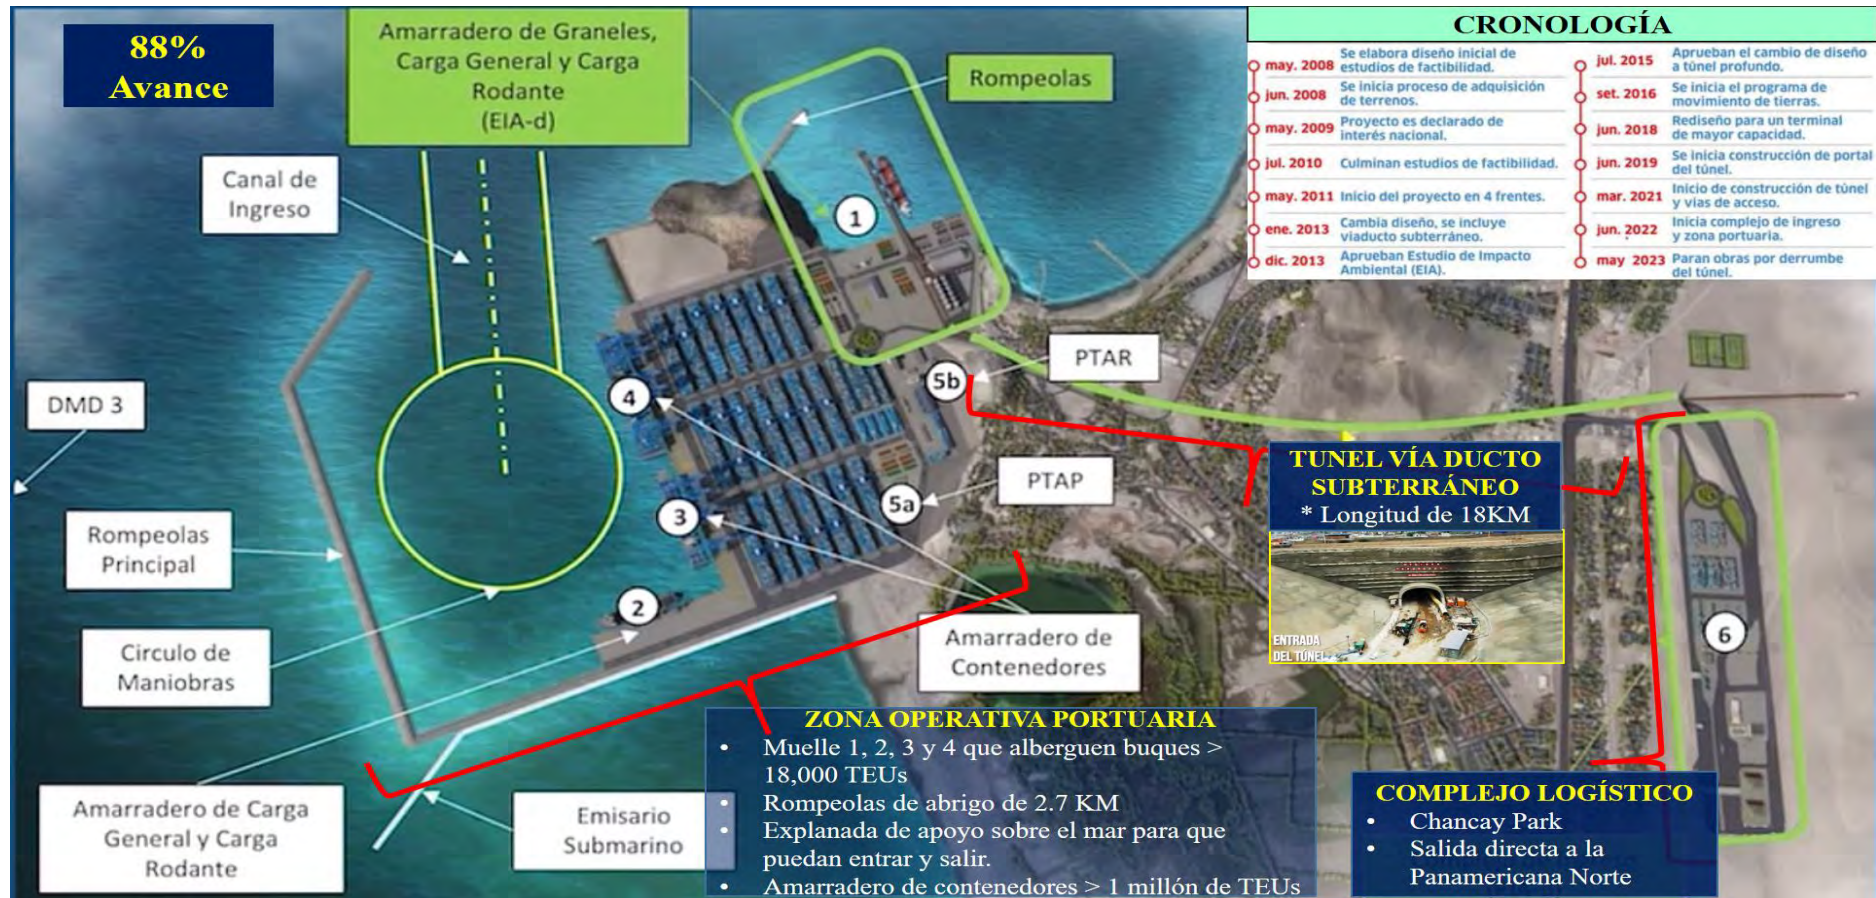 88%
Avance
Amarradero de Graneles,
Carga General y Carga
Rodante
(EIA-d)
Rompeolas
Canal de
Ingreso
CRONOLOGÍA
may. 2008 Se elabora diseño inicial de
estudios de factibilidad.
jun. 2008 Se inicia proceso de adquisición
de terrenos.
may. 2009 Proyecto es declarado de
interés nacional.
jul. 2010 Culminan estudios de factibilidad.
may. 2011 Inicio del proyecto en 4 frentes.
ene. 2013 Cambia diseño, se incluye
viaducto subterráneo.
dic. 2013 Aprueban Estudio de Impacto
Ambiental (EIA).
jul. 2015 Aprueban el cambio de diseño
a túnel profundo.
set. 2016 Se inicia el programa de
movimiento de tierras.
jun. 2018 Rediseño para un terminal
de mayor capacidad.
jun. 2019 Se inicia construcción de portal
del túnel.
mar. 2021 Inicio de construcción de túnel
y vías de acceso.
jun. 2022 Inicia complejo de ingreso
y zona portuaria.
may 2023 Paran obras por derrumbe
del túnel.
1
PTAR
5b
4
DMD 3
TUNEL VÍA DUCTO
SUBTERRÁNEO
* Longitud de 18KM
PTAP
5a
3
Rompeolas
Principal
2
ENTRADA
DEL TÚNEL
6
Circulo de
Maniobras
Amarradero de
Contenedores
ZONA OPERATIVA PORTUARIA
• Muelle 1, 2, 3 y 4 que alberguen buques >
18,000 TEUs
• Rompeolas de abrigo de 2.7 KM
• Explanada de apoyo sobre el mar para que
puedan entrar y salir.
• Amarradero de contenedores > 1 millón de TEUs
Amarradero de Carga
General y Carga
Rodante
Emisario
Submarino
COMPLEJO LOGÍSTICO
• Chancay Park
• Salida directa a la
Panamericana Norte